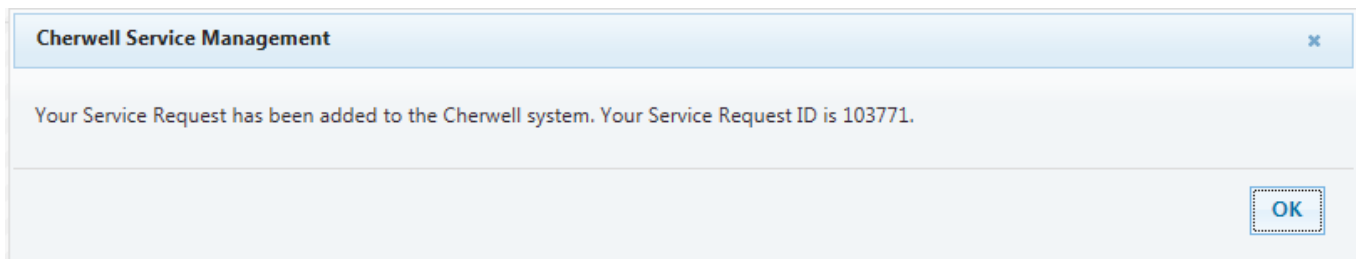 Cherwell Service Management
Your Service Request has been added to the Cherwell system. Your Service Request ID is 103771.
OK